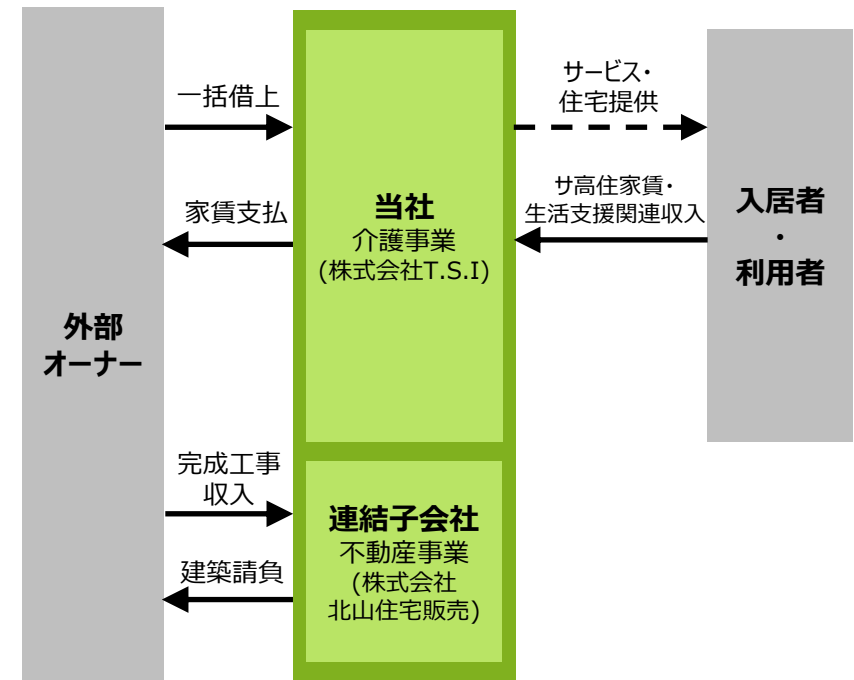 外部
オーナー
一括借上
家賃支払
完成工事
収入
建築請負
当社
介護事業
(株式会社T.S.I)
連結子会社
不動産事業
(株式会社
北山住宅販売)
サービス・
住宅提供
サ高住家賃・
生活支援関連収入
入居者
・
利用者